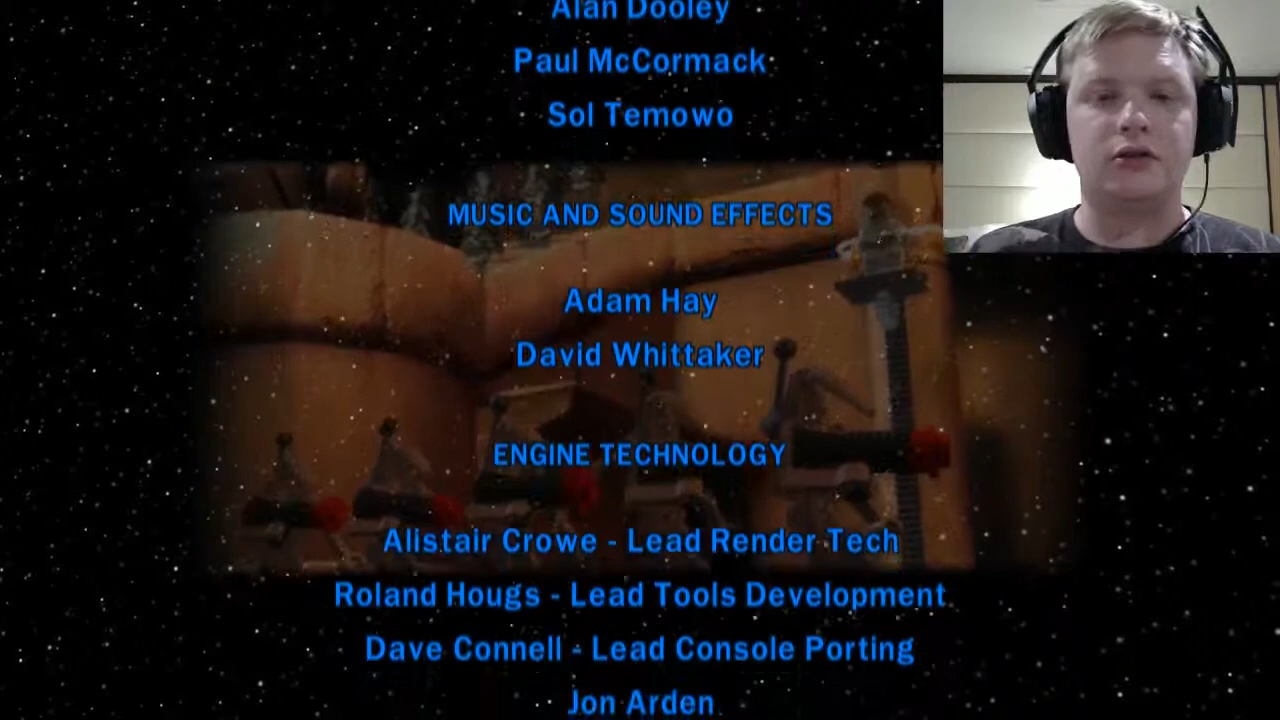 Alan Dooley
Paul McCormack
Sol Temowo
MUSIC AND SOUND EFFECTS
Adam Hay
David Whittaker
ENGINE TECHNOLOGY
Alistair Crowe - Lead Render Tech
Roland Hougs - Lead Tools Development
Dave Connell - Lead Console Porting
Jon Arden